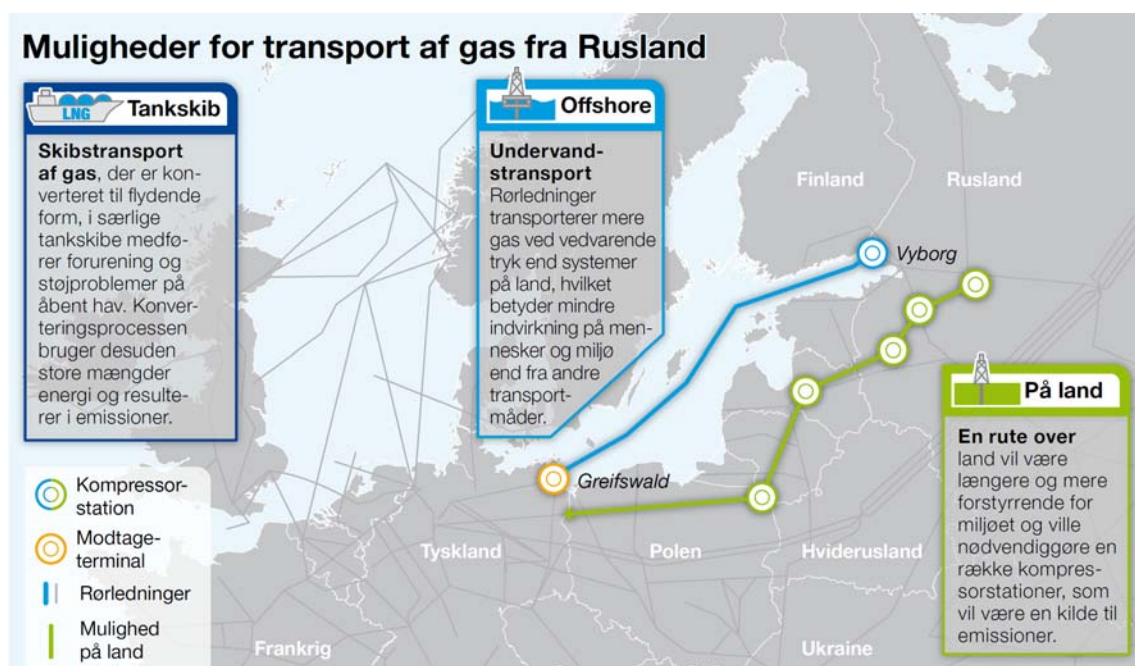 Muligheder for transport af gas fra Rusland
LNG
Tankskib
Skibstransport
af gas, der er kon-
verteret til flydende
form, i særlige
tankskibe medfø-
rer forurening og
støjproblemer på
åbent hav. Konver-
teringsprocessen
bruger desuden
store mængder
energi og resulte-
rer i emissioner.
Offshore
Undervand-
stransport
Rørledninger
transporterer mere
gas ved vedvarende
tryk end systemer
på land, hvilket
betyder mindre
indvirkning på men-
nesker og miljø
end fra andre
transport-
måder.
Finland
Rusland
Vyborg
På land
En rute over
land vil være
længere og mere
forstyrrende for
miljøet og ville
nødvendiggøre en
række kompres-
sorstationer, som
vil være en kilde til
emissioner.
Greifswald
Tyskland
Polen
Hviderusland
Frankrig
Ukraine
Kompressor-
station
Modtage-
terminal
Rørledninger
Mulighed
på land